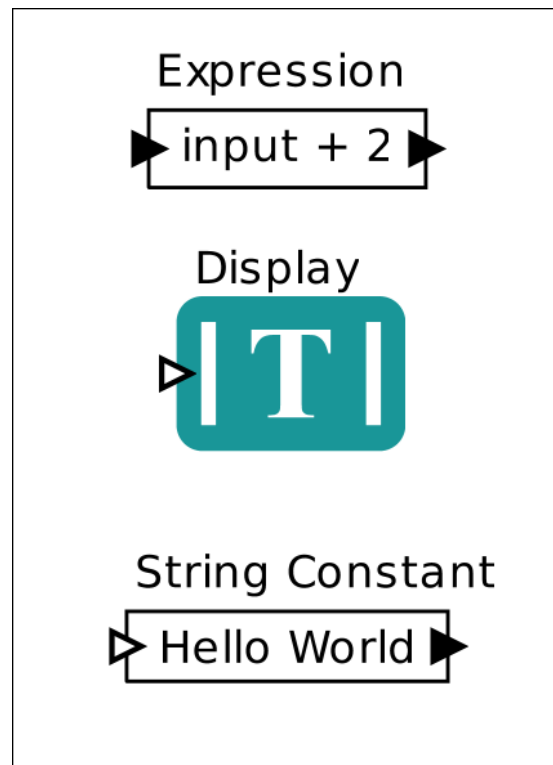 Expression
input + 2
Display
T
String Constant
Hello World